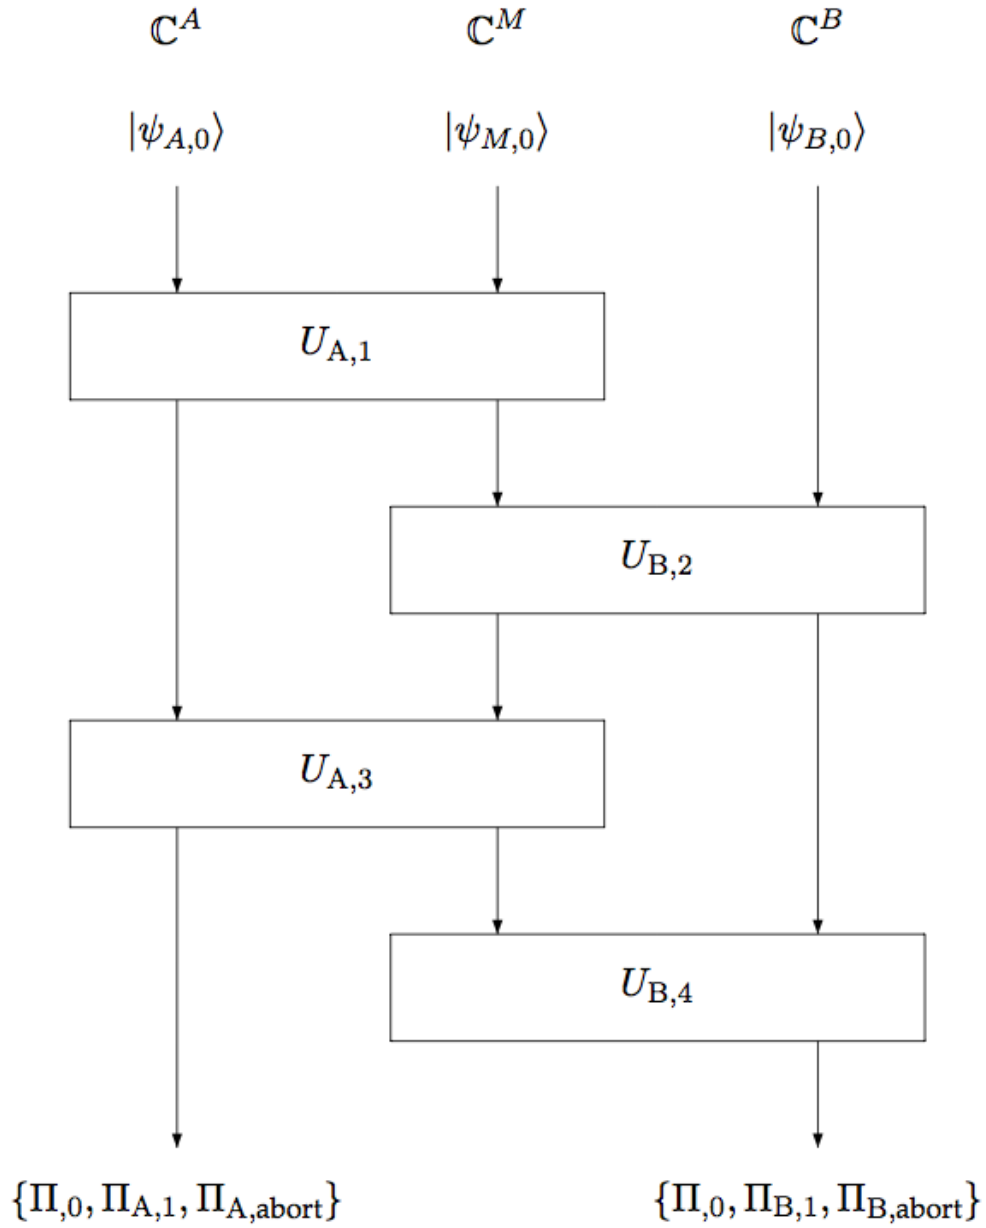 ℂ^A ℂ^M ℂ^B
|ψ_{A,0}⟩ |ψ_{M,0}⟩ |ψ_{B,0}⟩
U_{A,1}
U_{B,2}
U_{A,3}
U_{B,4}
{Π_{,0}, Π_{A,1}, Π_{A,abort}} {Π_{,0}, Π_{B,1}, Π_{B,abort}}